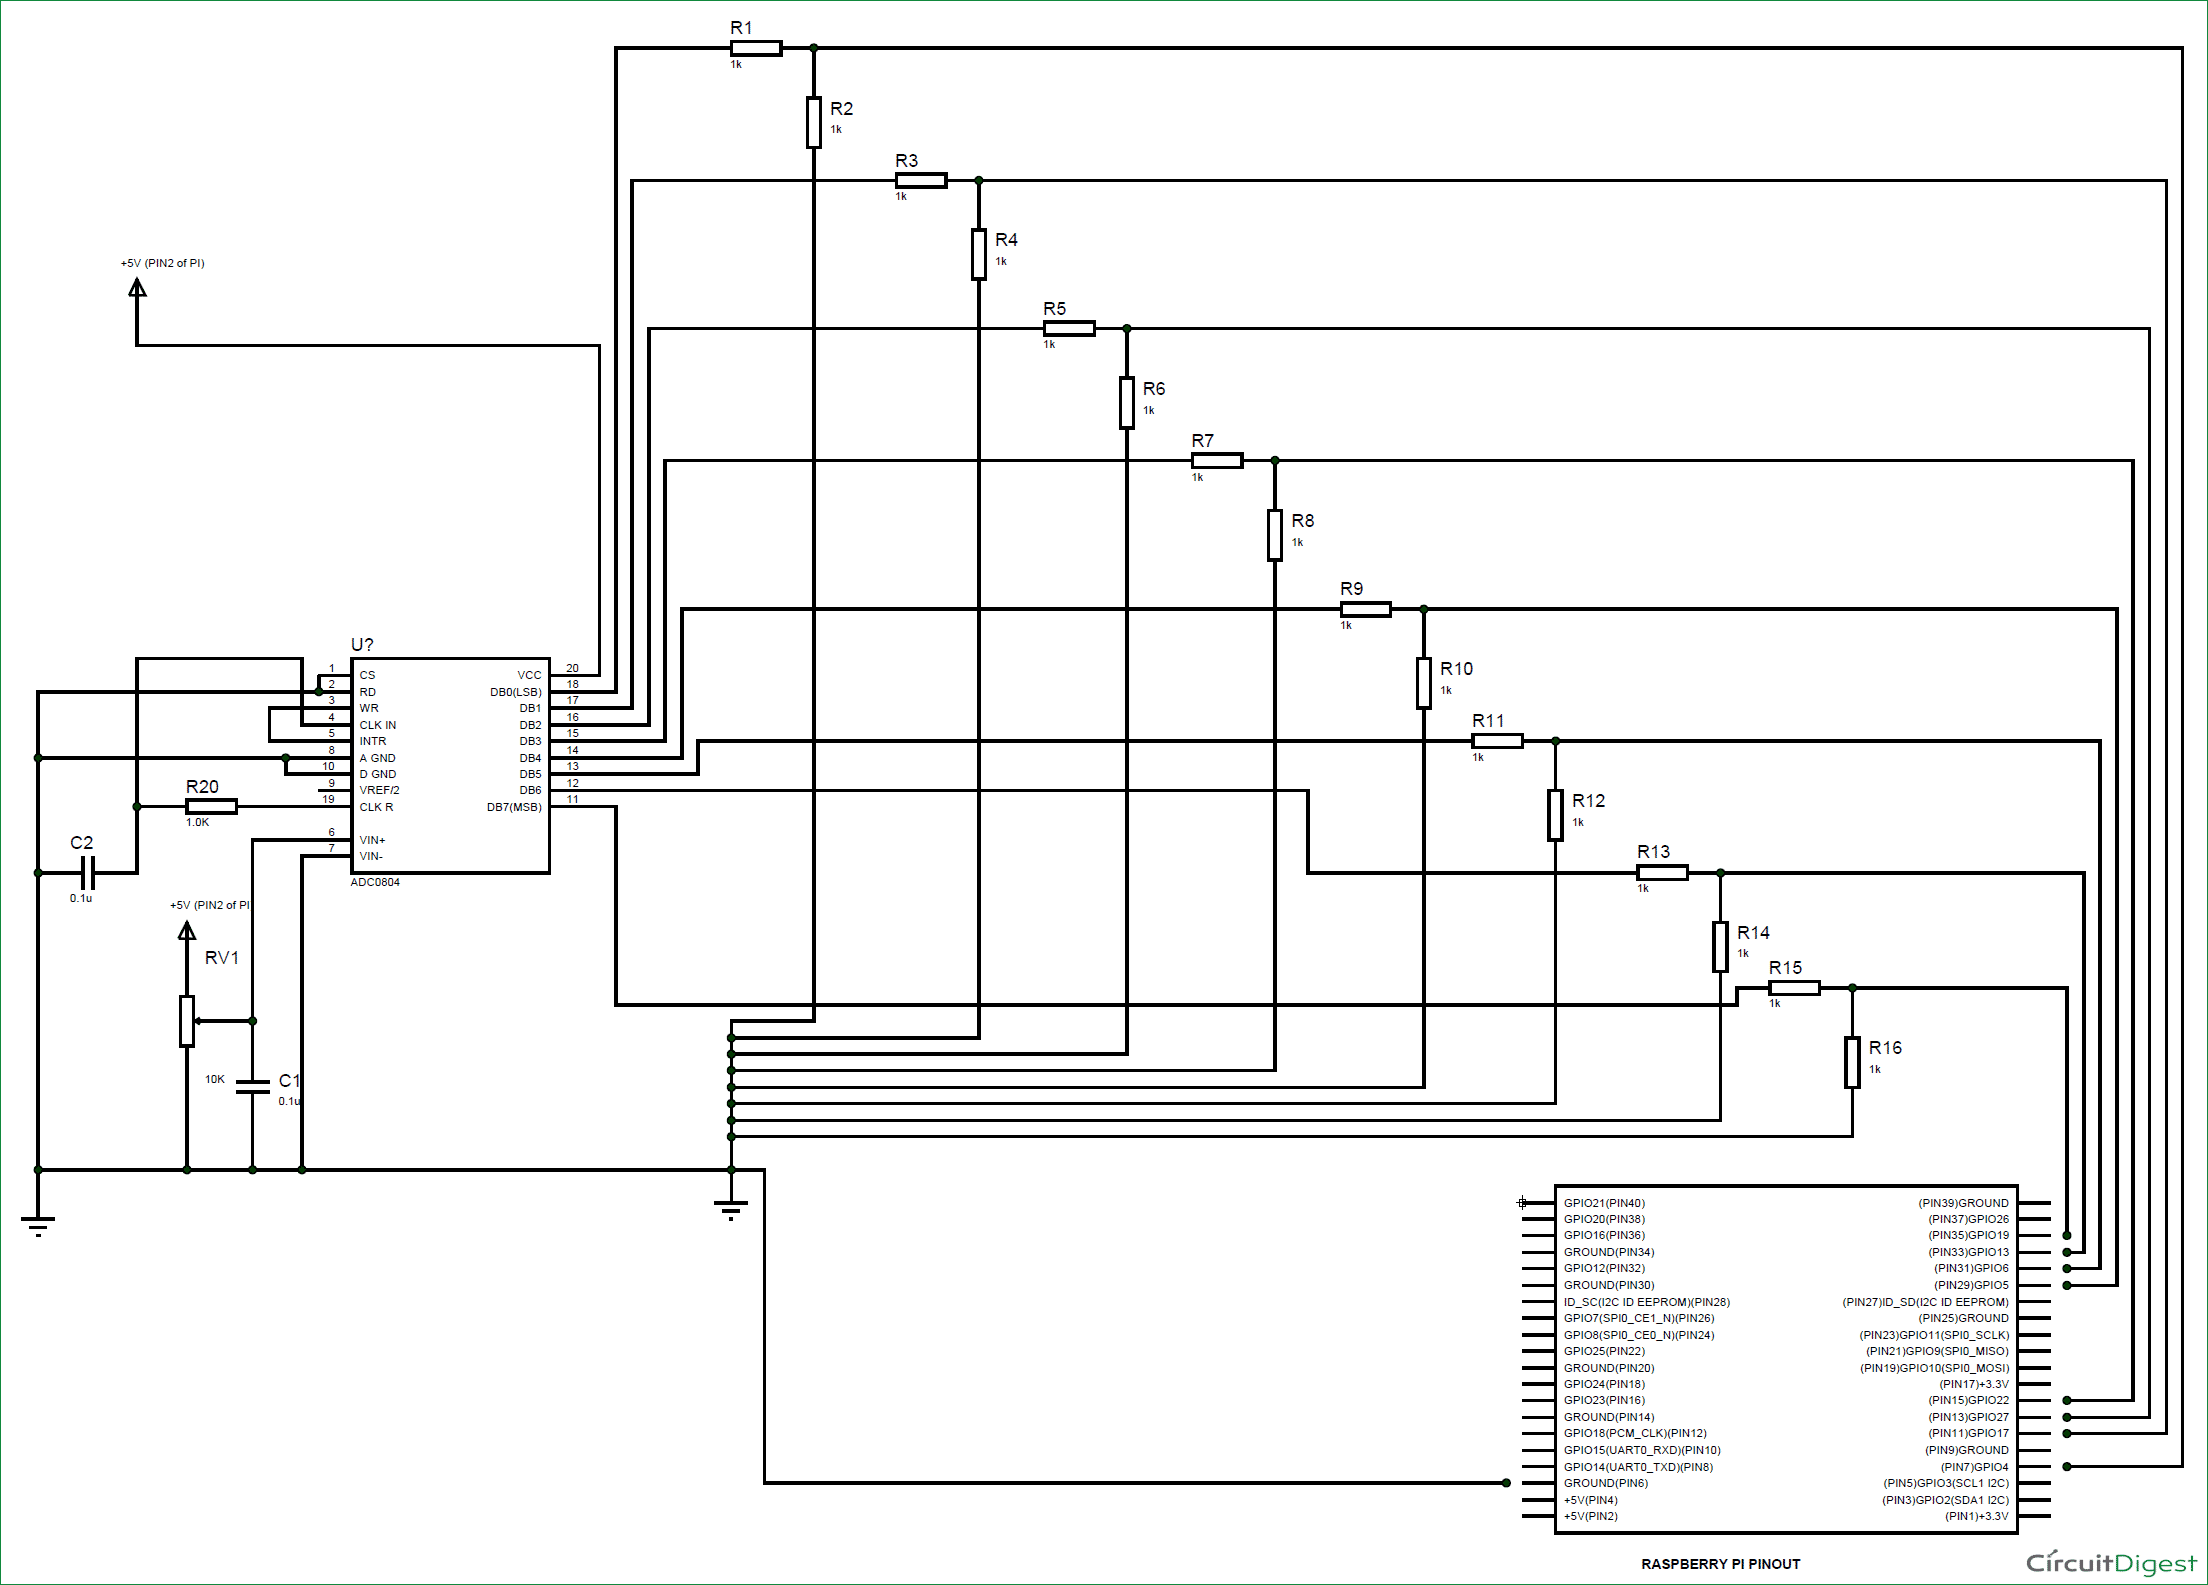 R1
1k
R2
1k
R3
1k
R4
1k
+5V (PIN2 of PI)
R5
1k
R6
1k
R7
1k
R8
1k
R9
1k
R10
1k
R11
1k
R12
1k
R13
1k
R14
1k
R15
1k
R16
1k
U?
1 CS
2 RD
3 WR
4 CLK IN
5 INTR
8 A GND
10 D GND
9 VREF/2
19 CLK R
6 VIN+
7 VIN-
VCC 20
DB0(LSB) 18
DB1 17
DB2 16
DB3 15
DB4 14
DB5 13
DB6 12
DB7(MSB) 11
ADC0804
R20
1.0K
C2
0.1u
+5V (PIN2 of PI
RV1
10K
C1
0.1u
GPIO21(PIN40) (PIN39)GROUND
GPIO20(PIN38) (PIN37)GPIO26
GPIO16(PIN36) (PIN35)GPIO19
GROUND(PIN34) (PIN33)GPIO13
GPIO12(PIN32) (PIN31)GPIO6
GROUND(PIN30) (PIN29)GPIO5
ID_SC(I2C ID EEPROM)(PIN28) (PIN27)ID_SD(I2C ID EEPROM)
GPIO7(SPI0_CE1_N)(PIN26) (PIN25)GROUND
GPIO8(SPI0_CE0_N)(PIN24) (PIN23)GPIO11(SPI0_SCLK)
GPIO25(PIN22) (PIN21)GPIO9(SPI0_MISO)
GROUND(PIN20) (PIN19)GPIO10(SPI0_MOSI)
GPIO24(PIN18) (PIN17)+3.3V
GPIO23(PIN16) (PIN15)GPIO22
GROUND(PIN14) (PIN13)GPIO27
GPIO18(PCM_CLK)(PIN12) (PIN11)GPIO17
GPIO15(UART0_RXD)(PIN10) (PIN9)GROUND
GPIO14(UART0_TXD)(PIN8) (PIN7)GPIO4
GROUND(PIN6) (PIN5)GPIO3(SCL1 I2C)
+5V(PIN4) (PIN3)GPIO2(SDA1 I2C)
+5V(PIN2) (PIN1)+3.3V
RASPBERRY PI PINOUT
CircuitDigest